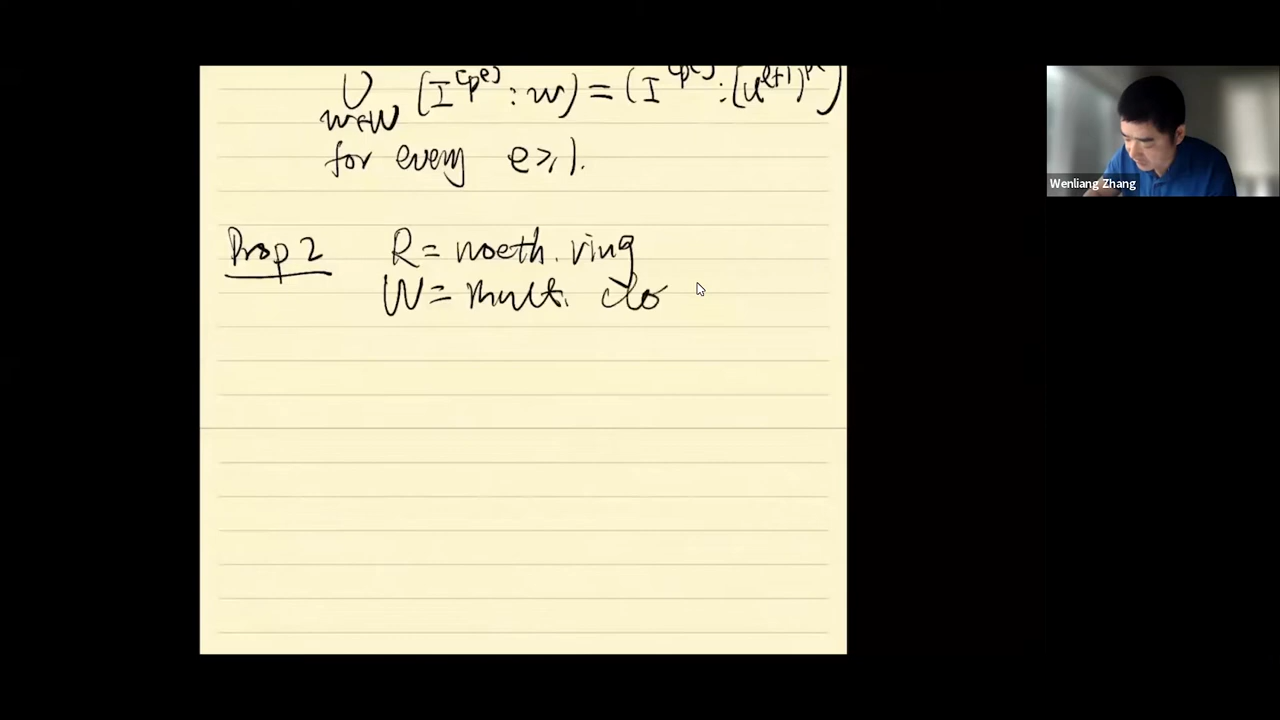 ∪ (I^[p^e] : w) = (I^[p^e] : (u^{l+1})^{p^e})
w∈W
for every e ≥ 1.
Prop 2 R = noeth. ring
W = mult. clo
Wenliang Zhang